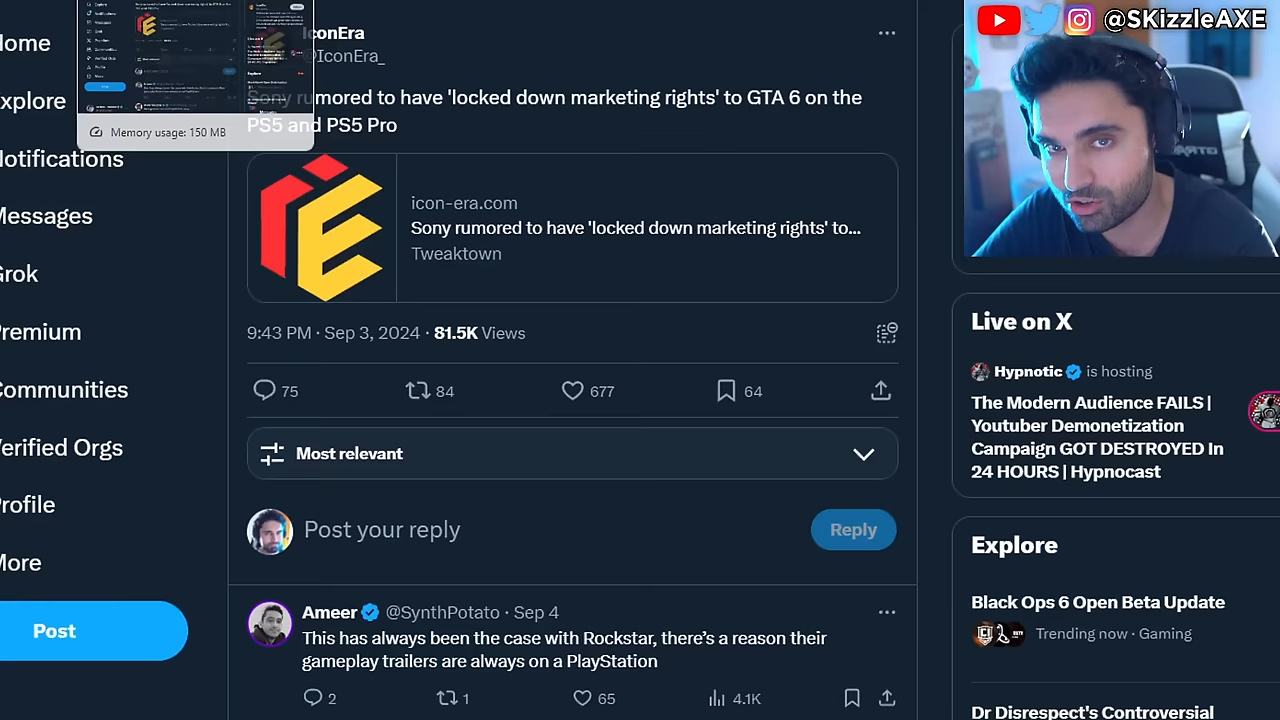 @SKizzleAXE
IconEra
@IconEra_
Sony rumored to have 'locked down marketing rights' to GTA 6 on the
PS5 and PS5 Pro
Memory usage: 150 MB
icon-era.com
Sony rumored to have 'locked down marketing rights' to...
Tweaktown
9:43 PM · Sep 3, 2024 · 81.5K Views
75 84 677 64
Most relevant
Post your reply
Reply
Ameer @SynthPotato · Sep 4
This has always been the case with Rockstar, there's a reason their
gameplay trailers are always on a PlayStation
2 1 65 4.1K
ome
xplore
otifications
essages
rok
remium
ommunities
erified Orgs
rofile
ore
Post
Live on X
Hypnotic is hosting
The Modern Audience FAILS |
Youtuber Demonetization
Campaign GOT DESTROYED In
24 HOURS | Hypnocast
Explore
Black Ops 6 Open Beta Update
Trending now · Gaming
Dr Disrespect's Controversial